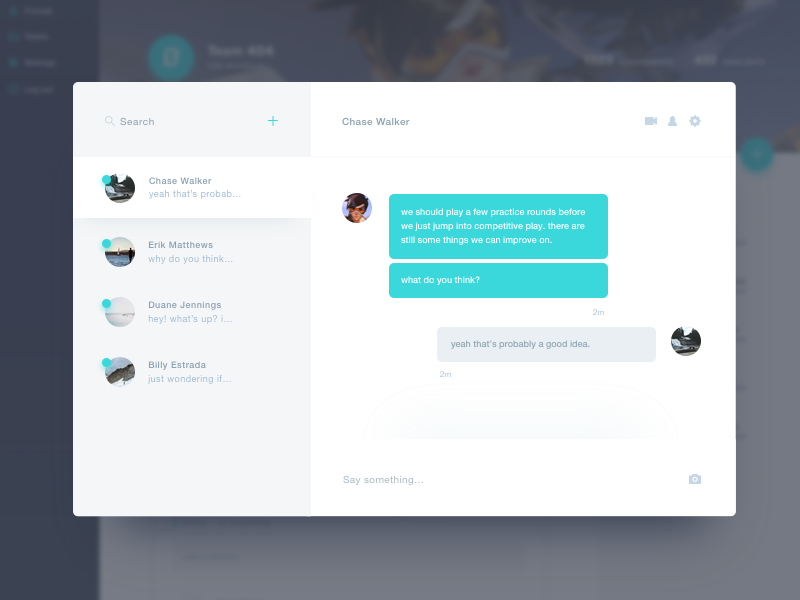 Team 404
Search
Chase Walker
Chase Walker
yeah that's probab...
Erik Matthews
why do you think...
Duane Jennings
hey! what's up? i...
Billy Estrada
just wondering if...
we should play a few practice rounds before
we just jump into competitive play. there are
still some things we can improve on.
what do you think?
2m
yeah that's probably a good idea.
2m
Say something...